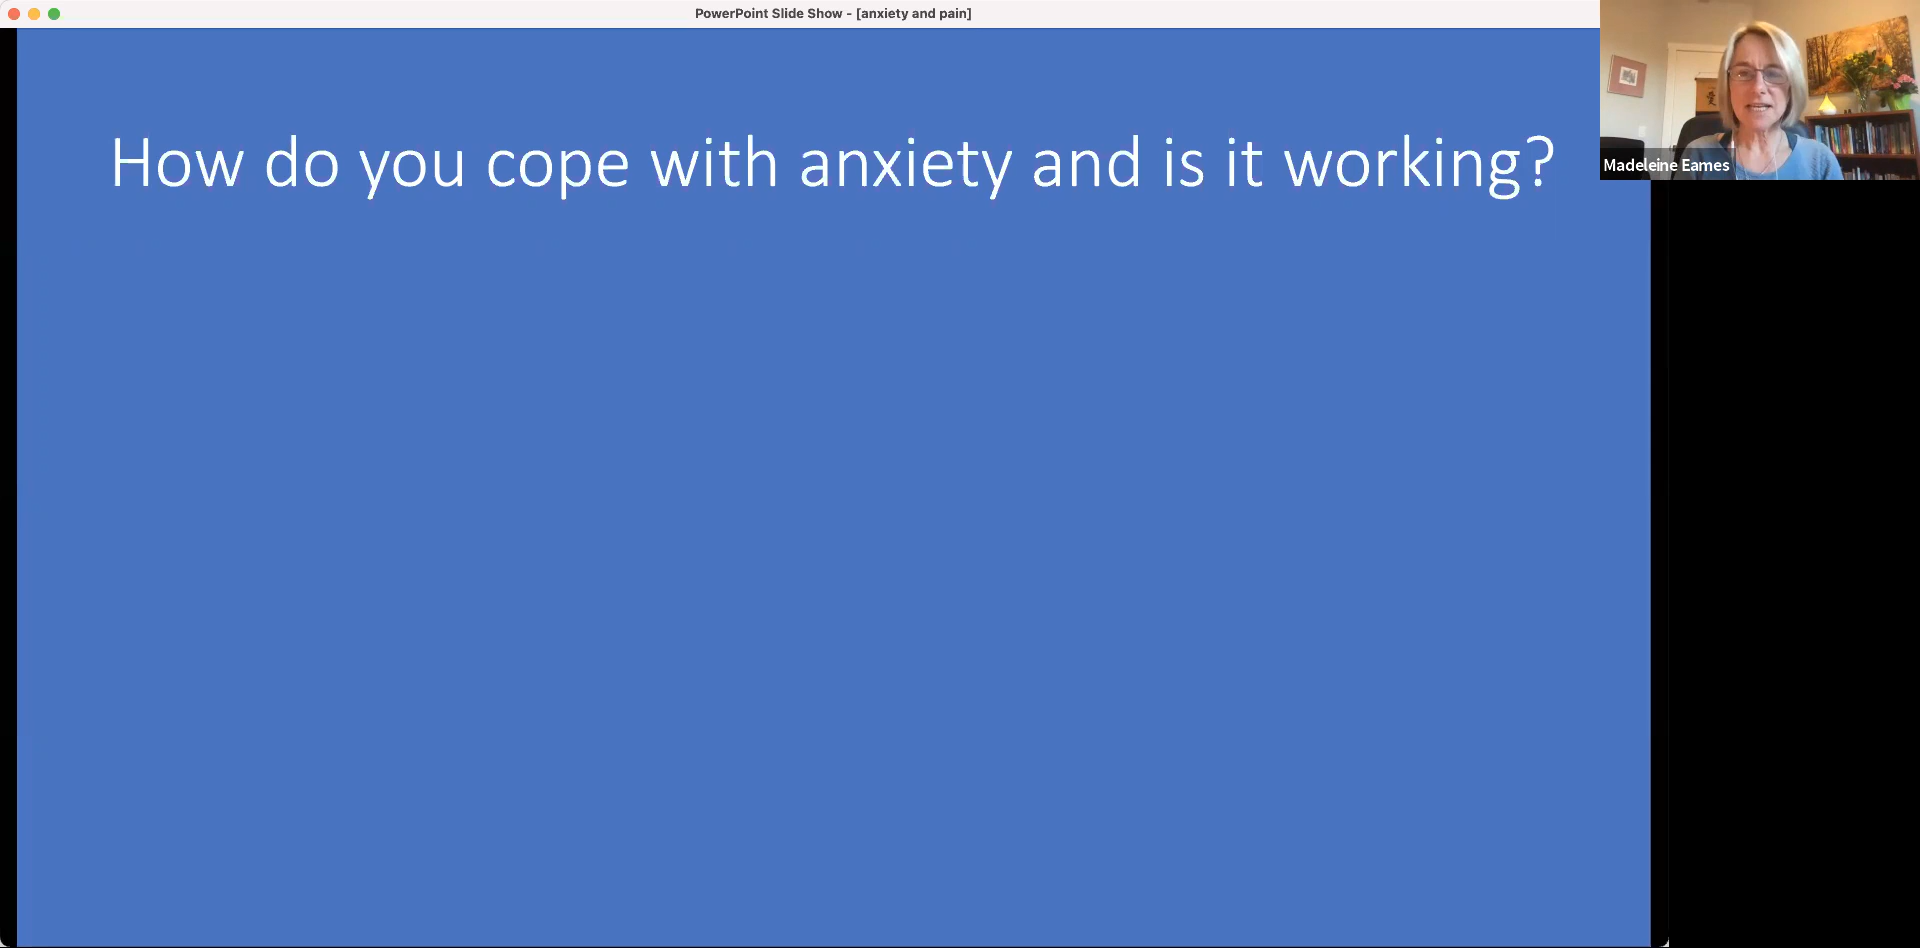 PowerPoint Slide Show - [anxiety and pain]
How do you cope with anxiety and is it working?
Madeleine Eames